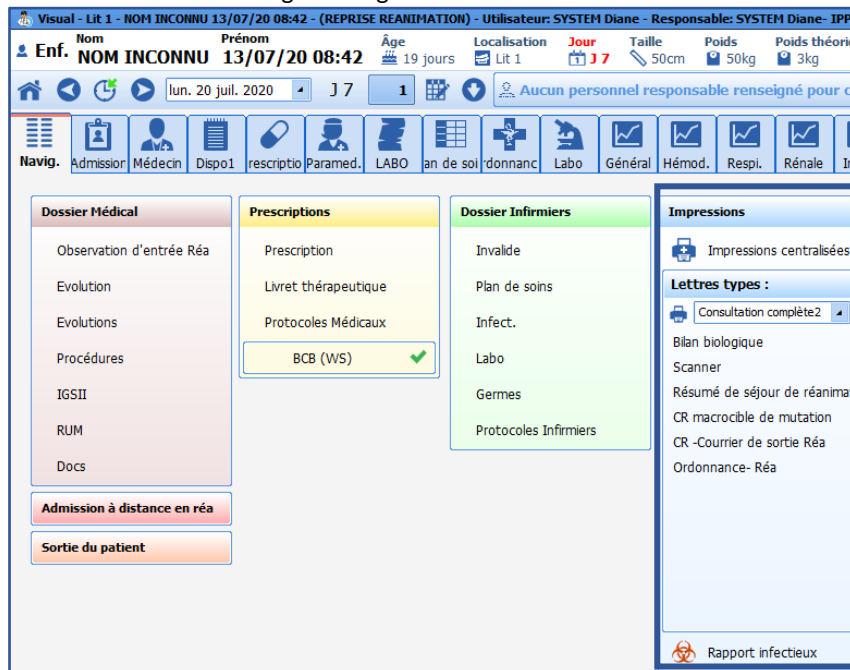 Visual - Lit 1 - NOM INCONNU 13/07/20 08:42 - (REPRISE REANIMATION) - Utilisateur: SYSTEM Diane - Responsable: SYSTEM Diane- IPP
Enf. Nom Prénom Âge Localisation Jour Taille Poids Poids théori
NOM INCONNU 13/07/20 08:42 19 jours Lit 1 J 7 50cm 50kg 3kg
lun. 20 juil. 2020 J 7 1 Aucun personnel responsable renseigné pour c
Navig. Admission Médecin Dispo1 rescriptio Paramed. LABO an de soi rdonnanc Labo Général Hémod. Respi. Rénale
Dossier Médical
Observation d'entrée Réa
Evolution
Evolutions
Procédures
IGSII
RUM
Docs
Admission à distance en réa
Sortie du patient
Prescriptions
Prescription
Livret thérapeutique
Protocoles Médicaux
BCB (WS)
Dossier Infirmiers
Invalide
Plan de soins
Infect.
Labo
Germes
Protocoles Infirmiers
Impressions
Impressions centralisées
Lettres types :
Consultation complète2
Bilan biologique
Scanner
Résumé de séjour de réanima
CR macrocible de mutation
CR -Courrier de sortie Réa
Ordonnance- Réa
Rapport infectieux